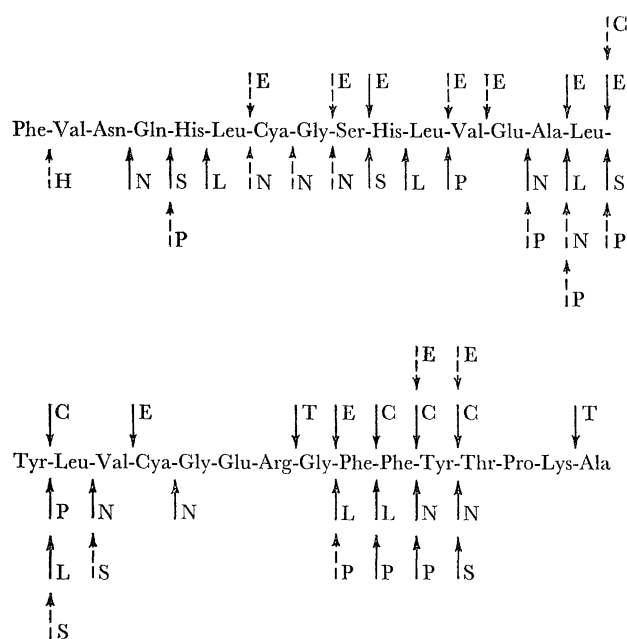 C
E E E E E E E
Phe-Val-Asn-Gln-His-Leu-Cya-Gly-Ser-His-Leu-Val-Glu-Ala-Leu-
H N S L N N N S L P N L S
P P N P
P
E E
C E T E C C C T
Tyr-Leu-Val-Cya-Gly-Glu-Arg-Gly-Phe-Phe-Tyr-Thr-Pro-Lys-Ala
P N N L L N N
L S P P P S
S